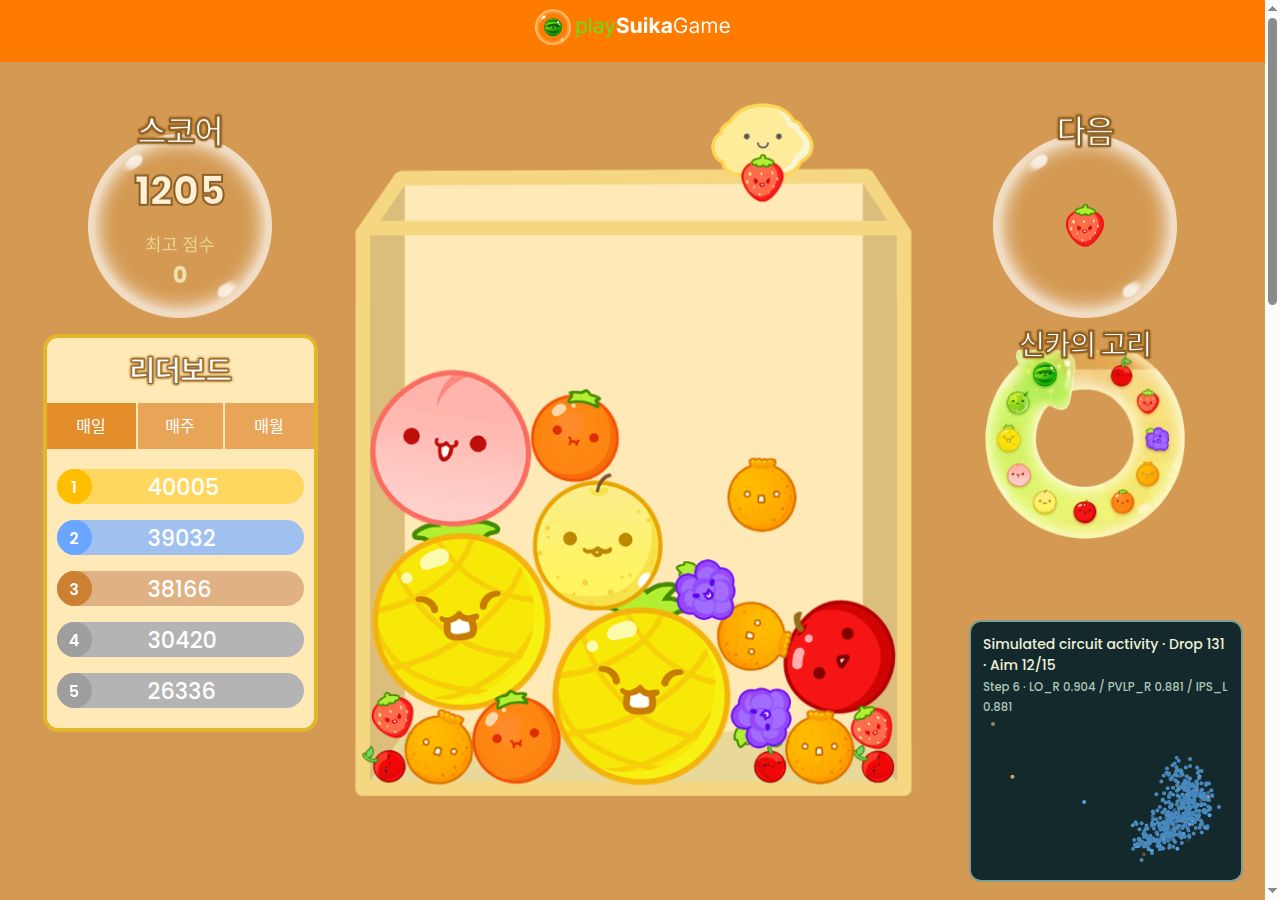 playSuikaGame
스코어
1205
최고 점수
0
리더보드
매일
매주
매월
1
40005
2
39032
3
38166
4
30420
5
26336
다음
신카의 고리
Simulated circuit activity · Drop 131
· Aim 12/15
Step 6 · LO_R 0.904 / PVLP_R 0.881 / IPS_L
0.881